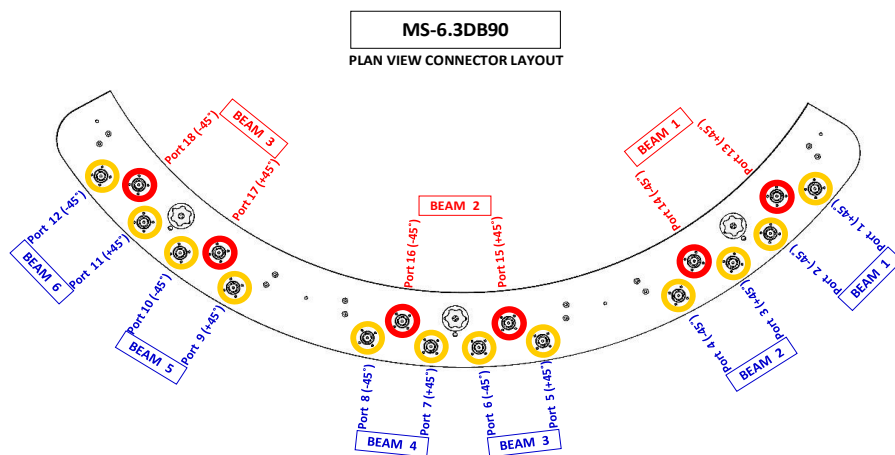 MS-6.3DB90
PLAN VIEW CONNECTOR LAYOUT
BEAM 3
Port 18 (-45°)
Port 17 (+45°)
BEAM 2
Port 16 (-45°)
Port 15 (+45°)
BEAM 1
Port 14 (-45°)
Port 13 (+45°)
Port 12 (-45°)
Port 11 (+45°)
BEAM 6
Port 10 (-45°)
Port 9 (+45°)
BEAM 5
Port 8 (-45°)
Port 7 (+45°)
BEAM 4
Port 6 (-45°)
Port 5 (+45°)
BEAM 3
Port 4 (-45°)
Port 3 (+45°)
BEAM 2
Port 2 (-45°)
Port 1 (+45°)
BEAM 1